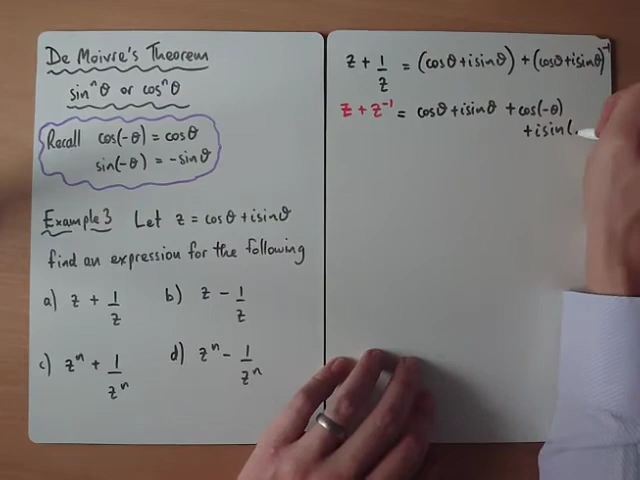 De Moivre's Theorem
sinⁿθ or cosⁿθ
Recall cos(-θ) = cosθ
sin(-θ) = -sinθ
Example 3 Let z = cosθ + isinθ
find an expression for the following
a) z + 1/z b) z - 1/z
c) zⁿ + 1/zⁿ d) zⁿ - 1/zⁿ
z + 1/z = (cosθ + isinθ) + (cosθ + isinθ)⁻¹
z + z⁻¹ = cosθ + isinθ + cos(-θ)
+ isin(